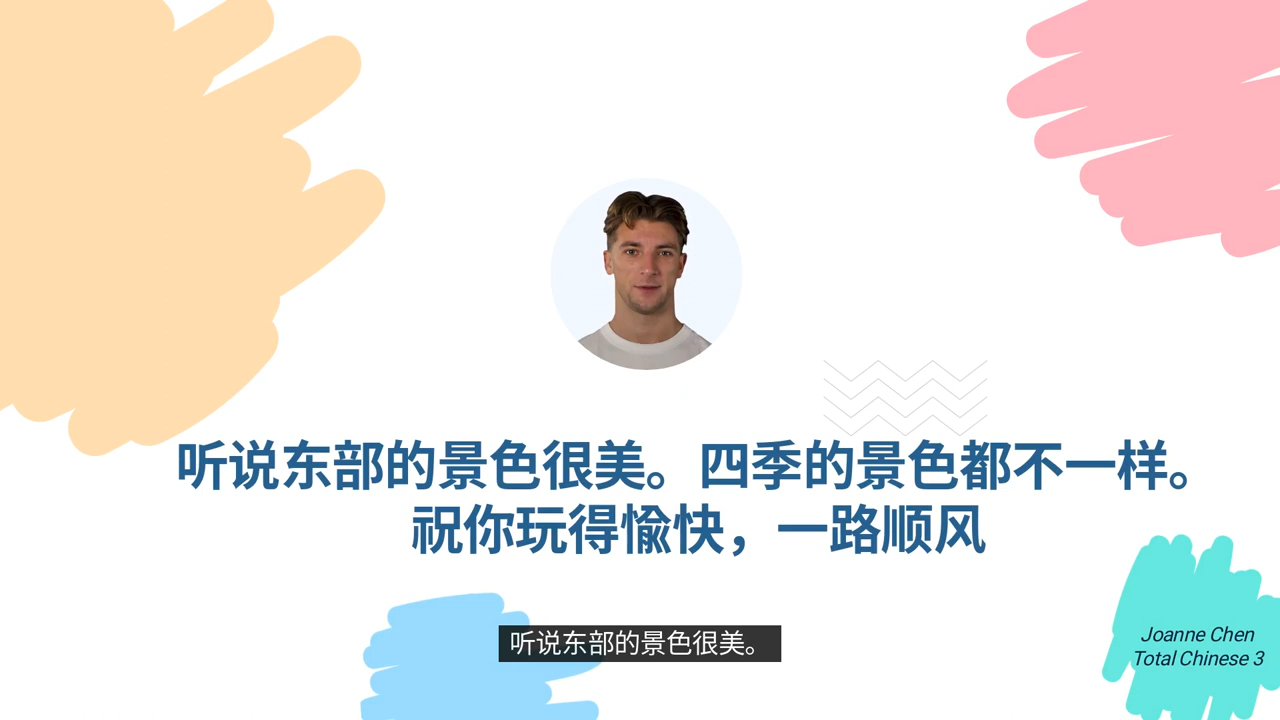 听说东部的景色很美。四季的景色都不一样。
祝你玩得愉快，一路顺风
听说东部的景色很美。
Joanne Chen
Total Chinese 3